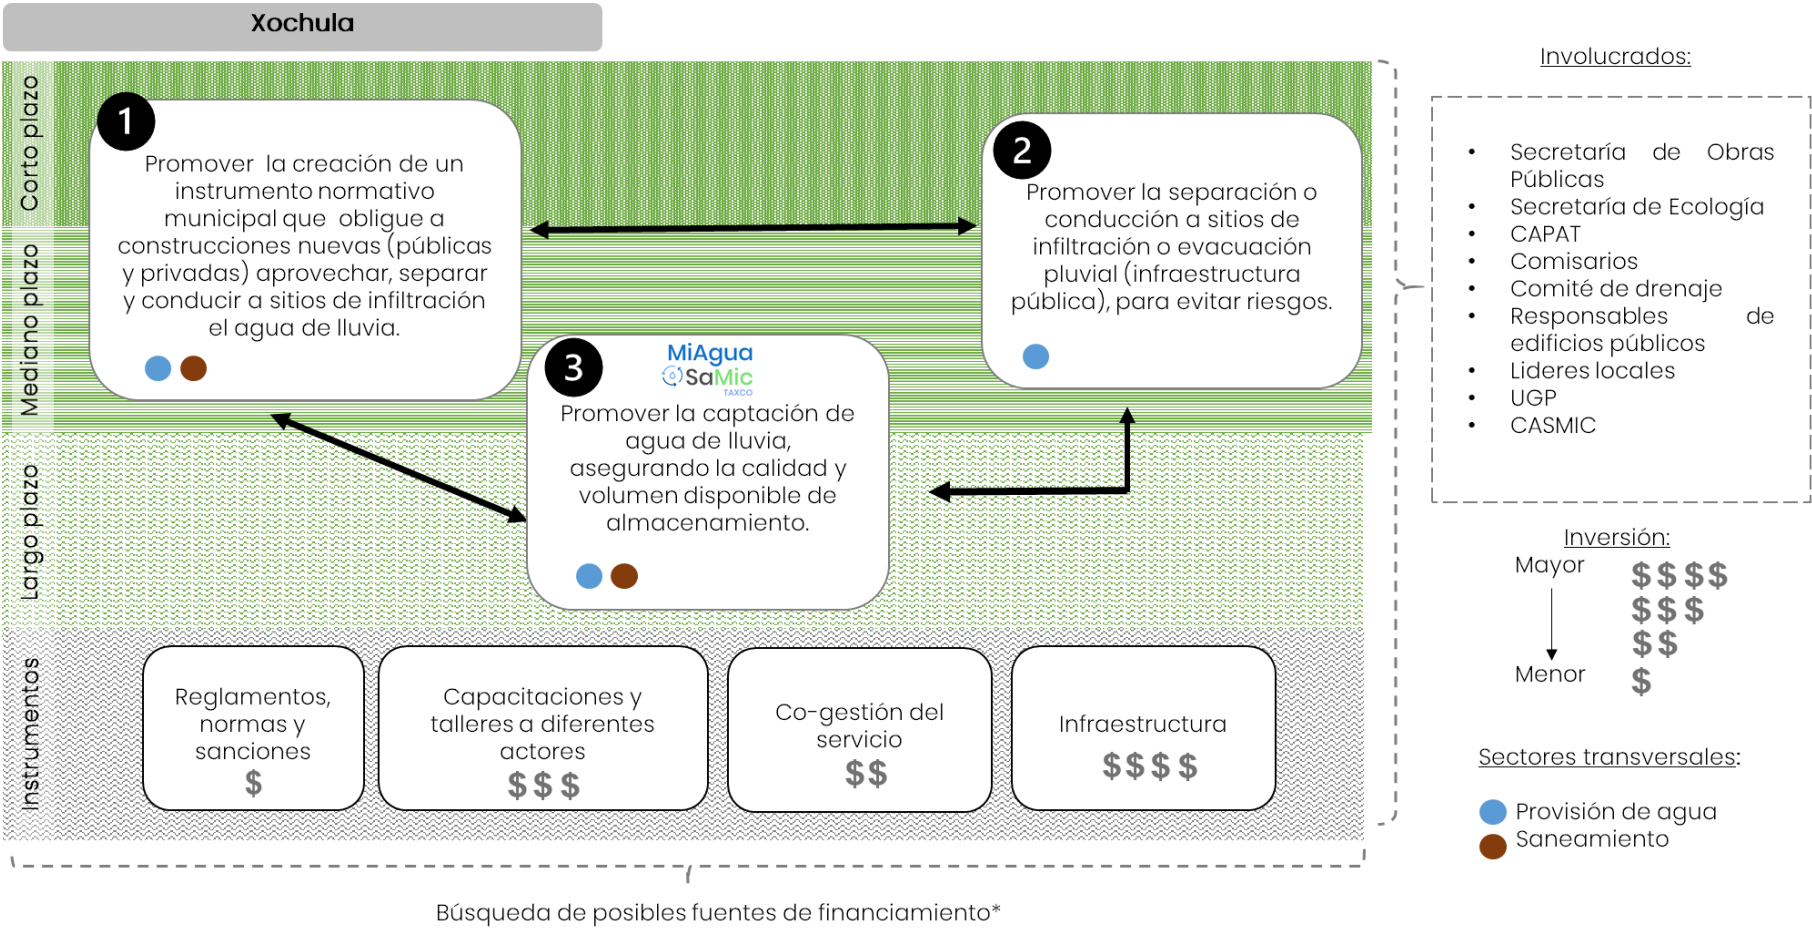 Xochula
Corto plazo
1
Promover la creación de un
instrumento normativo
municipal que obligue a
construcciones nuevas (públicas
y privadas) aprovechar, separar
y conducir a sitios de infiltración
el agua de lluvia.
2
Promover la separación o
conducción a sitios de
infiltración o evacuación
pluvial (infraestructura
pública), para evitar riesgos.
Mediano plazo
3
MiAgua
SaMic
TAXCO
Promover la captación de
agua de lluvia,
asegurando la calidad y
volumen disponible de
almacenamiento.
Largo plazo
Instrumentos
Reglamentos,
normas y
sanciones
$
Capacitaciones y
talleres a diferentes
actores
$$$
Co-gestión del
servicio
$$
Infraestructura
$$$$
Búsqueda de posibles fuentes de financiamiento*
Involucrados:
• Secretaría de Obras
Públicas
• Secretaría de Ecología
• CAPAT
• Comisarios
• Comité de drenaje
• Responsables de
edificios públicos
• Lideres locales
• UGP
• CASMIC
Inversión:
Mayor $$$$
$$$
$$
Menor $
Sectores transversales:
Provisión de agua
Saneamiento